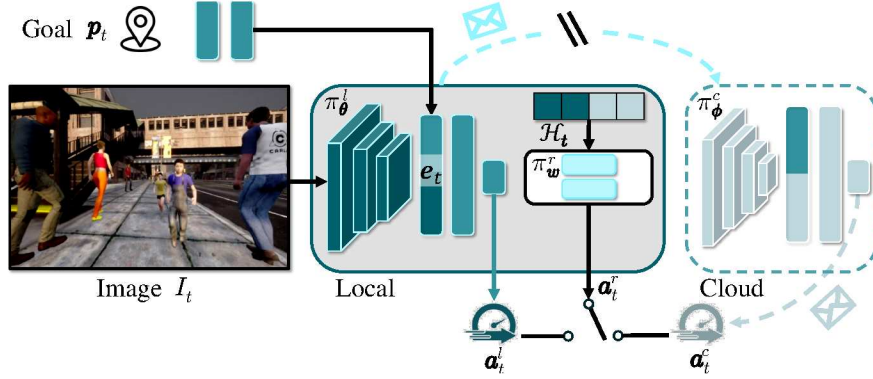 Goal 𝒑_t
π_θ^l
e_t
ℋ_t
π_w^r
π_ϕ^c
Image I_t
Local
Cloud
a_t^r
a_t^l
a_t^c